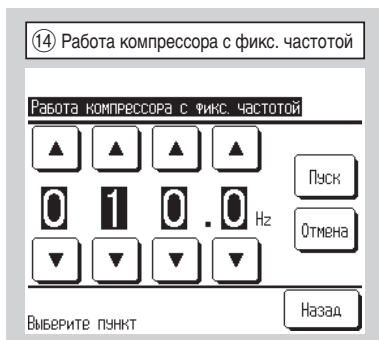 14 Работа компрессора с фикс. частотой
Работа компрессора с фикс. частотой
▲ ▲ ▲ ▲
Пуск
0 1 0 . 0 Hz
Отмена
▼ ▼ ▼ ▼
Назад
Выберите пункт